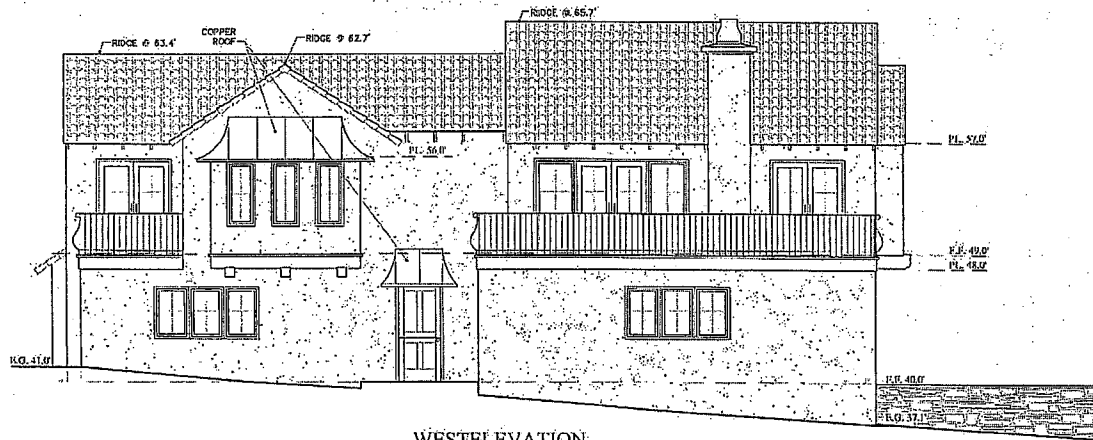 RIDGE @ 65.7'
RIDGE @ 63.4'
COPPER
ROOF
RIDGE @ 62.7'
PL. 57.0'
PL. 56.0'
F.F. 49.0'
PL. 48.0'
41.0'
F.F. 40.0'
37.1'
WEST ELEVATION